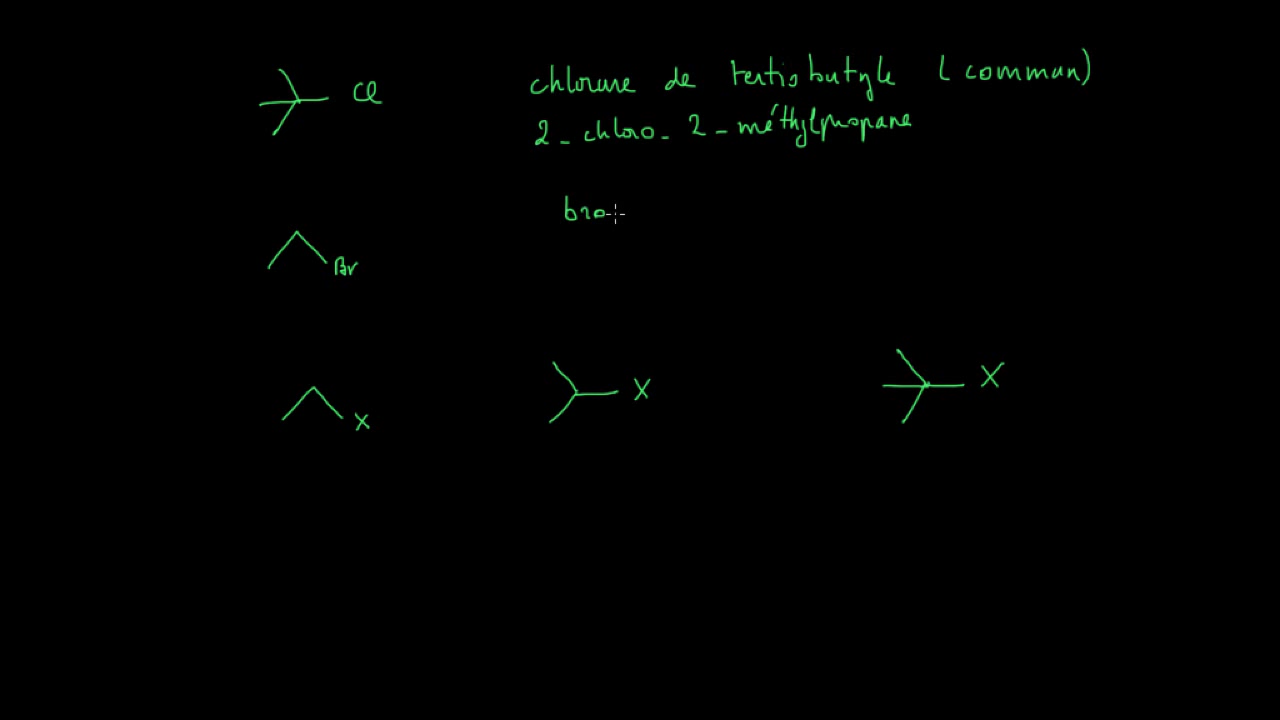 Cl
chlorure de tertiobutyle (commun)
2-chloro-2-méthylpropane
bro
Br
X
X
X